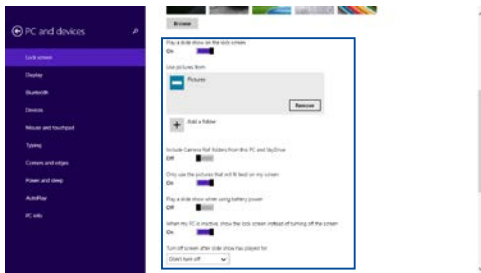 PC and devices
Lock screen
Display
Bluetooth
Devices
Mouse and touchpad
Typing
Corners and edges
Power and sleep
AutoPlay
PC info
Browse
Play a slide show on the lock screen
On
Use pictures from
Pictures
Remove
Add a folder
Include Camera Roll folders from this PC and SkyDrive
Off
Only use the pictures that will fit best on my screen
On
Play a slide show when using battery power
Off
When my PC is inactive, show the lock screen instead of turning off the screen
On
Turn off screen after slide show has played for
Don't turn off